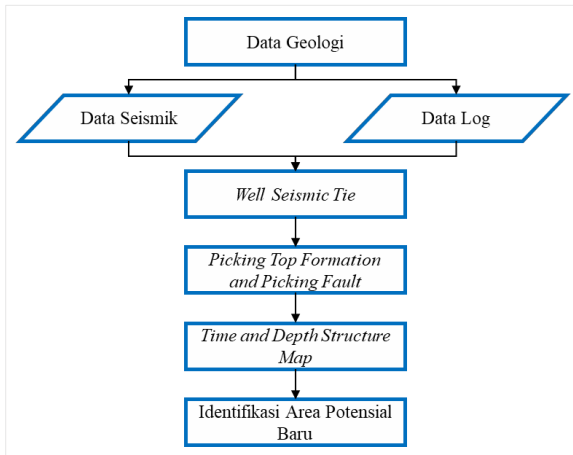 Data Geologi
Data Seismik
Data Log
Well Seismic Tie
Picking Top Formation
and Picking Fault
Time and Depth Structure
Map
Identifikasi Area Potensial
Baru